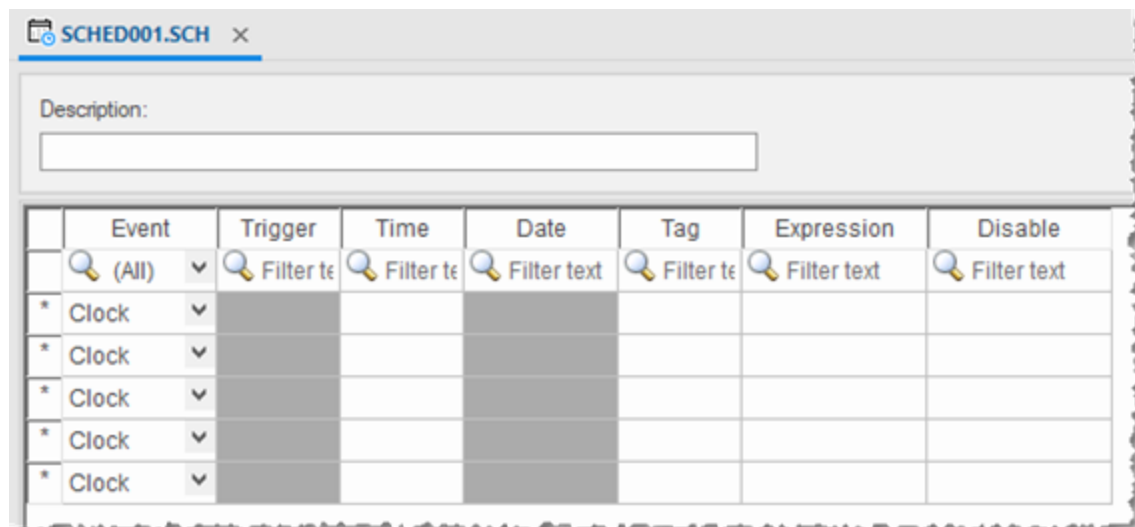 SCHED001.SCH ×
Description:
Event Trigger Time Date Tag Expression Disable
(All) Filter te Filter te Filter text Filter te Filter text Filter text
* Clock
* Clock
* Clock
* Clock
* Clock